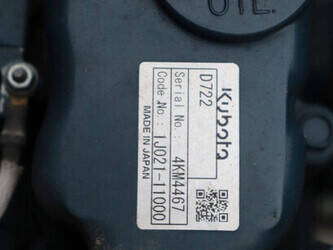 OIL
Kubota
D722
Serial No.: 4KM4467
Code No.: 1J021-11000
MADE IN JAPAN